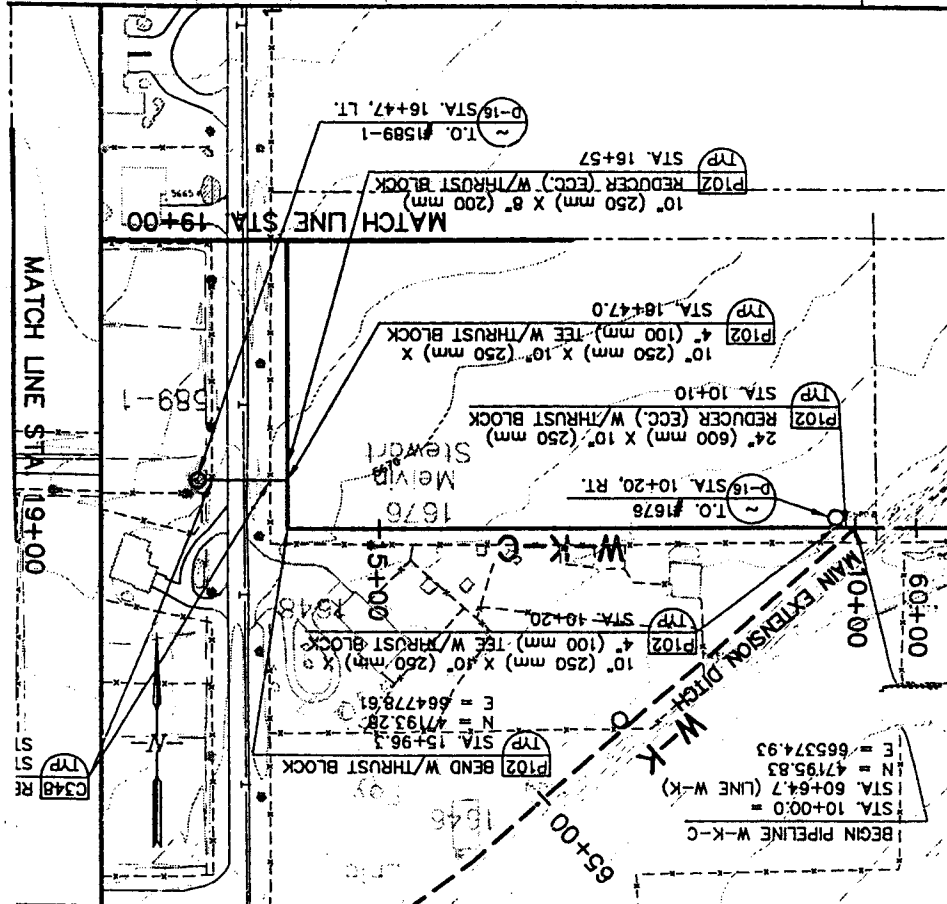 BEGIN PIPELINE W-K-C
STA. 10+00.0 =
STA. 60+64.7 (LINE W-K)
N = 47195.83
E = 665374.93
P102 TYP
BEND W/THRUST BLOCK
STA 15+96.3
N = 47193.28
E = 664778.61
C348 TYP
1646
-N-
65+00
W-K
P102 TYP
10" (250 mm) X 10" (250 mm) X
4" (100 mm) TEE W/THRUST BLOCK
STA. 10+20
1648
MAIN EXTENSION DITCH
60+00
10+00
15+00
W-K-C
1676
Melvin
Stewart
5670
~ D-16
T.O. #1676
STA. 10+20, RT.
P102 TYP
24" (600 mm) X 10" (250 mm)
REDUCER (ECC.) W/THRUST BLOCK
STA 10+10
589-1
P102 TYP
10" (250 mm) X 10" (250 mm) X
4" (100 mm) TEE W/THRUST BLOCK
STA, 16+47.0
MATCH LINE STA 19+00
MATCH LINE STA 19+00
P102 TYP
10" (250 mm) X 8" (200 mm)
REDUCER (ECC.) W/THRUST BLOCK
STA 16+57
5665
~ D-16
T.O. #1589-1
STA. 16+47, LT.